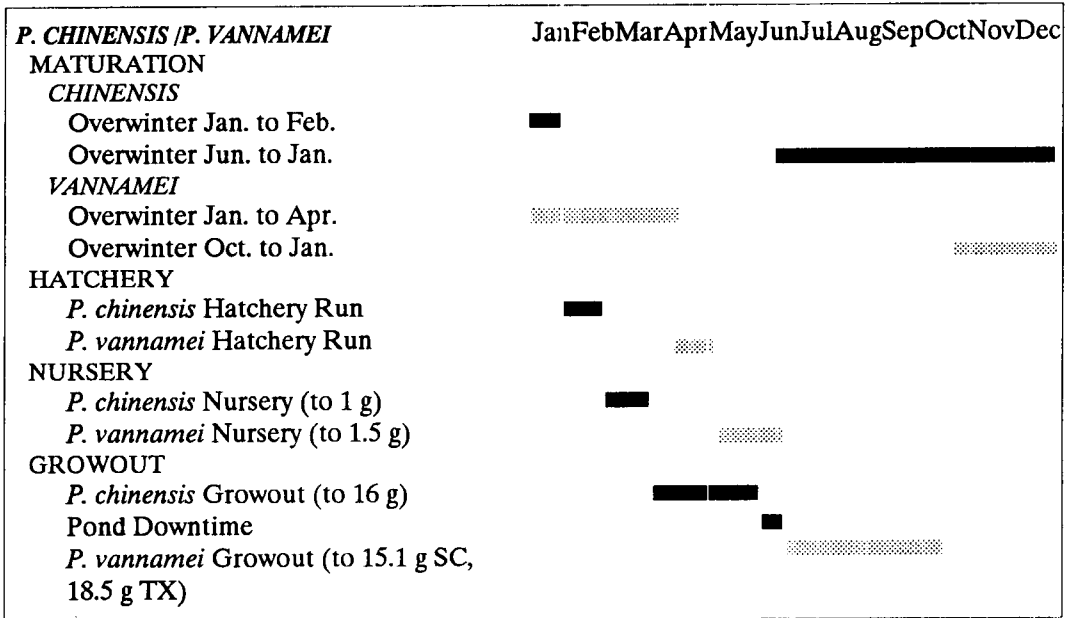 P. CHINENSIS /P. VANNAMEI JanFebMarAprMayJunJulAugSepOctNovDec
MATURATION
CHINENSIS
Overwinter Jan. to Feb.
Overwinter Jun. to Jan.
VANNAMEI
Overwinter Jan. to Apr.
Overwinter Oct. to Jan.
HATCHERY
P. chinensis Hatchery Run
P. vannamei Hatchery Run
NURSERY
P. chinensis Nursery (to 1 g)
P. vannamei Nursery (to 1.5 g)
GROWOUT
P. chinensis Growout (to 16 g)
Pond Downtime
P. vannamei Growout (to 15.1 g SC,
18.5 g TX)